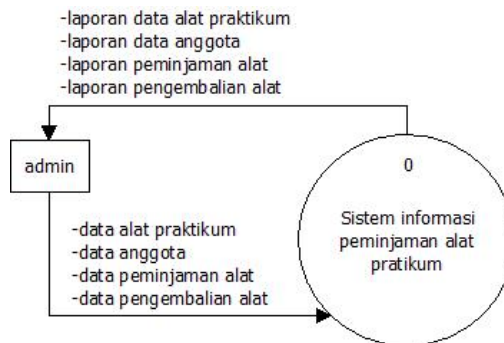 -laporan data alat praktikum
-laporan data anggota
-laporan peminjaman alat
-laporan pengembalian alat
admin
0
Sistem informasi
peminjaman alat
pratikum
-data alat praktikum
-data anggota
-data peminjaman alat
-data pengembalian alat